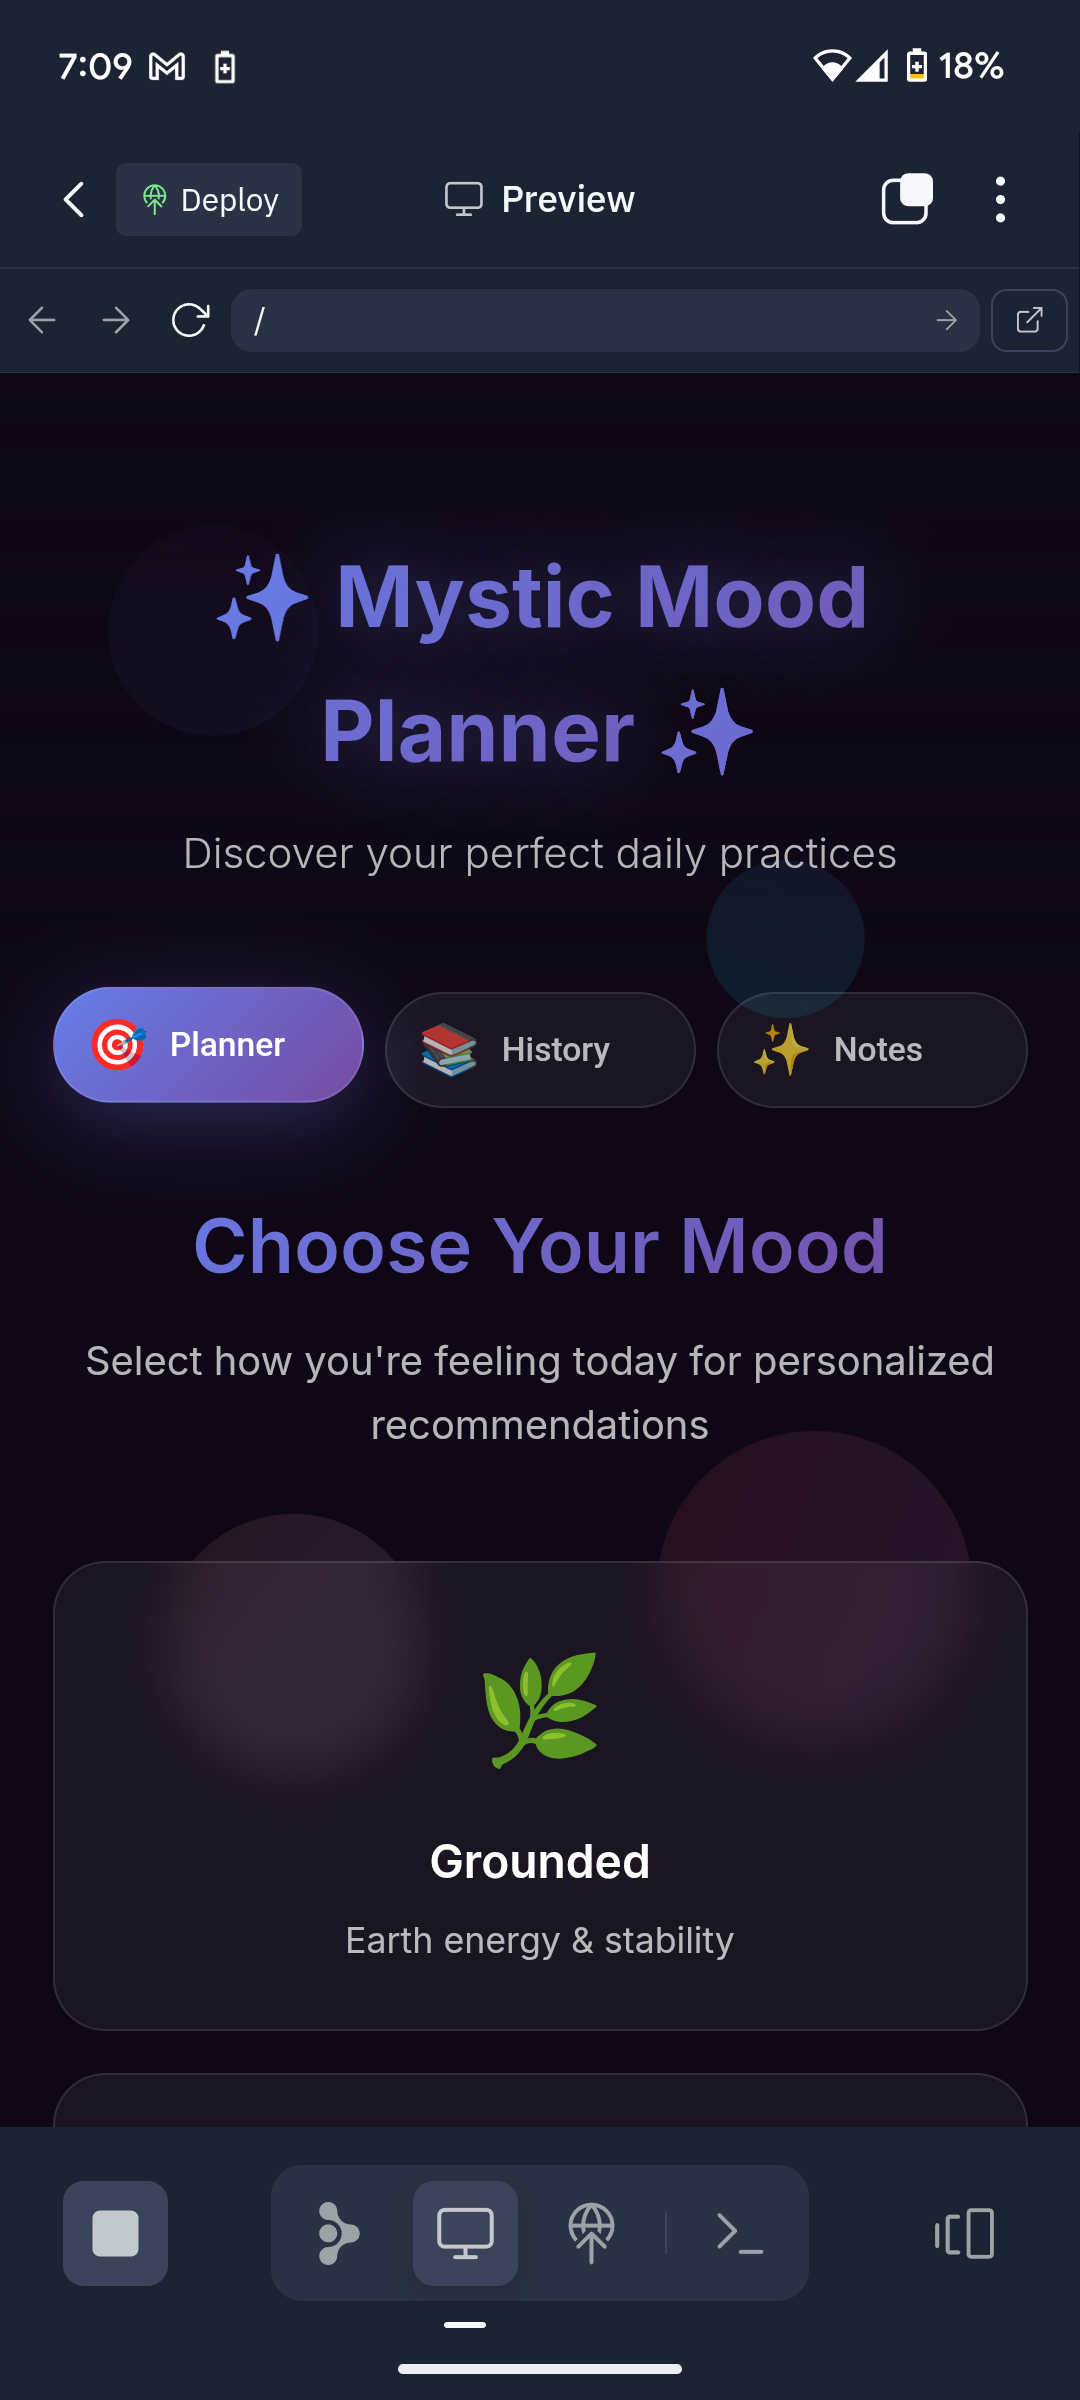 7:09
18%
Deploy
Preview
/
✨ Mystic Mood
Planner ✨
Discover your perfect daily practices
Planner
History
Notes
Choose Your Mood
Select how you're feeling today for personalized
recommendations
Grounded
Earth energy & stability